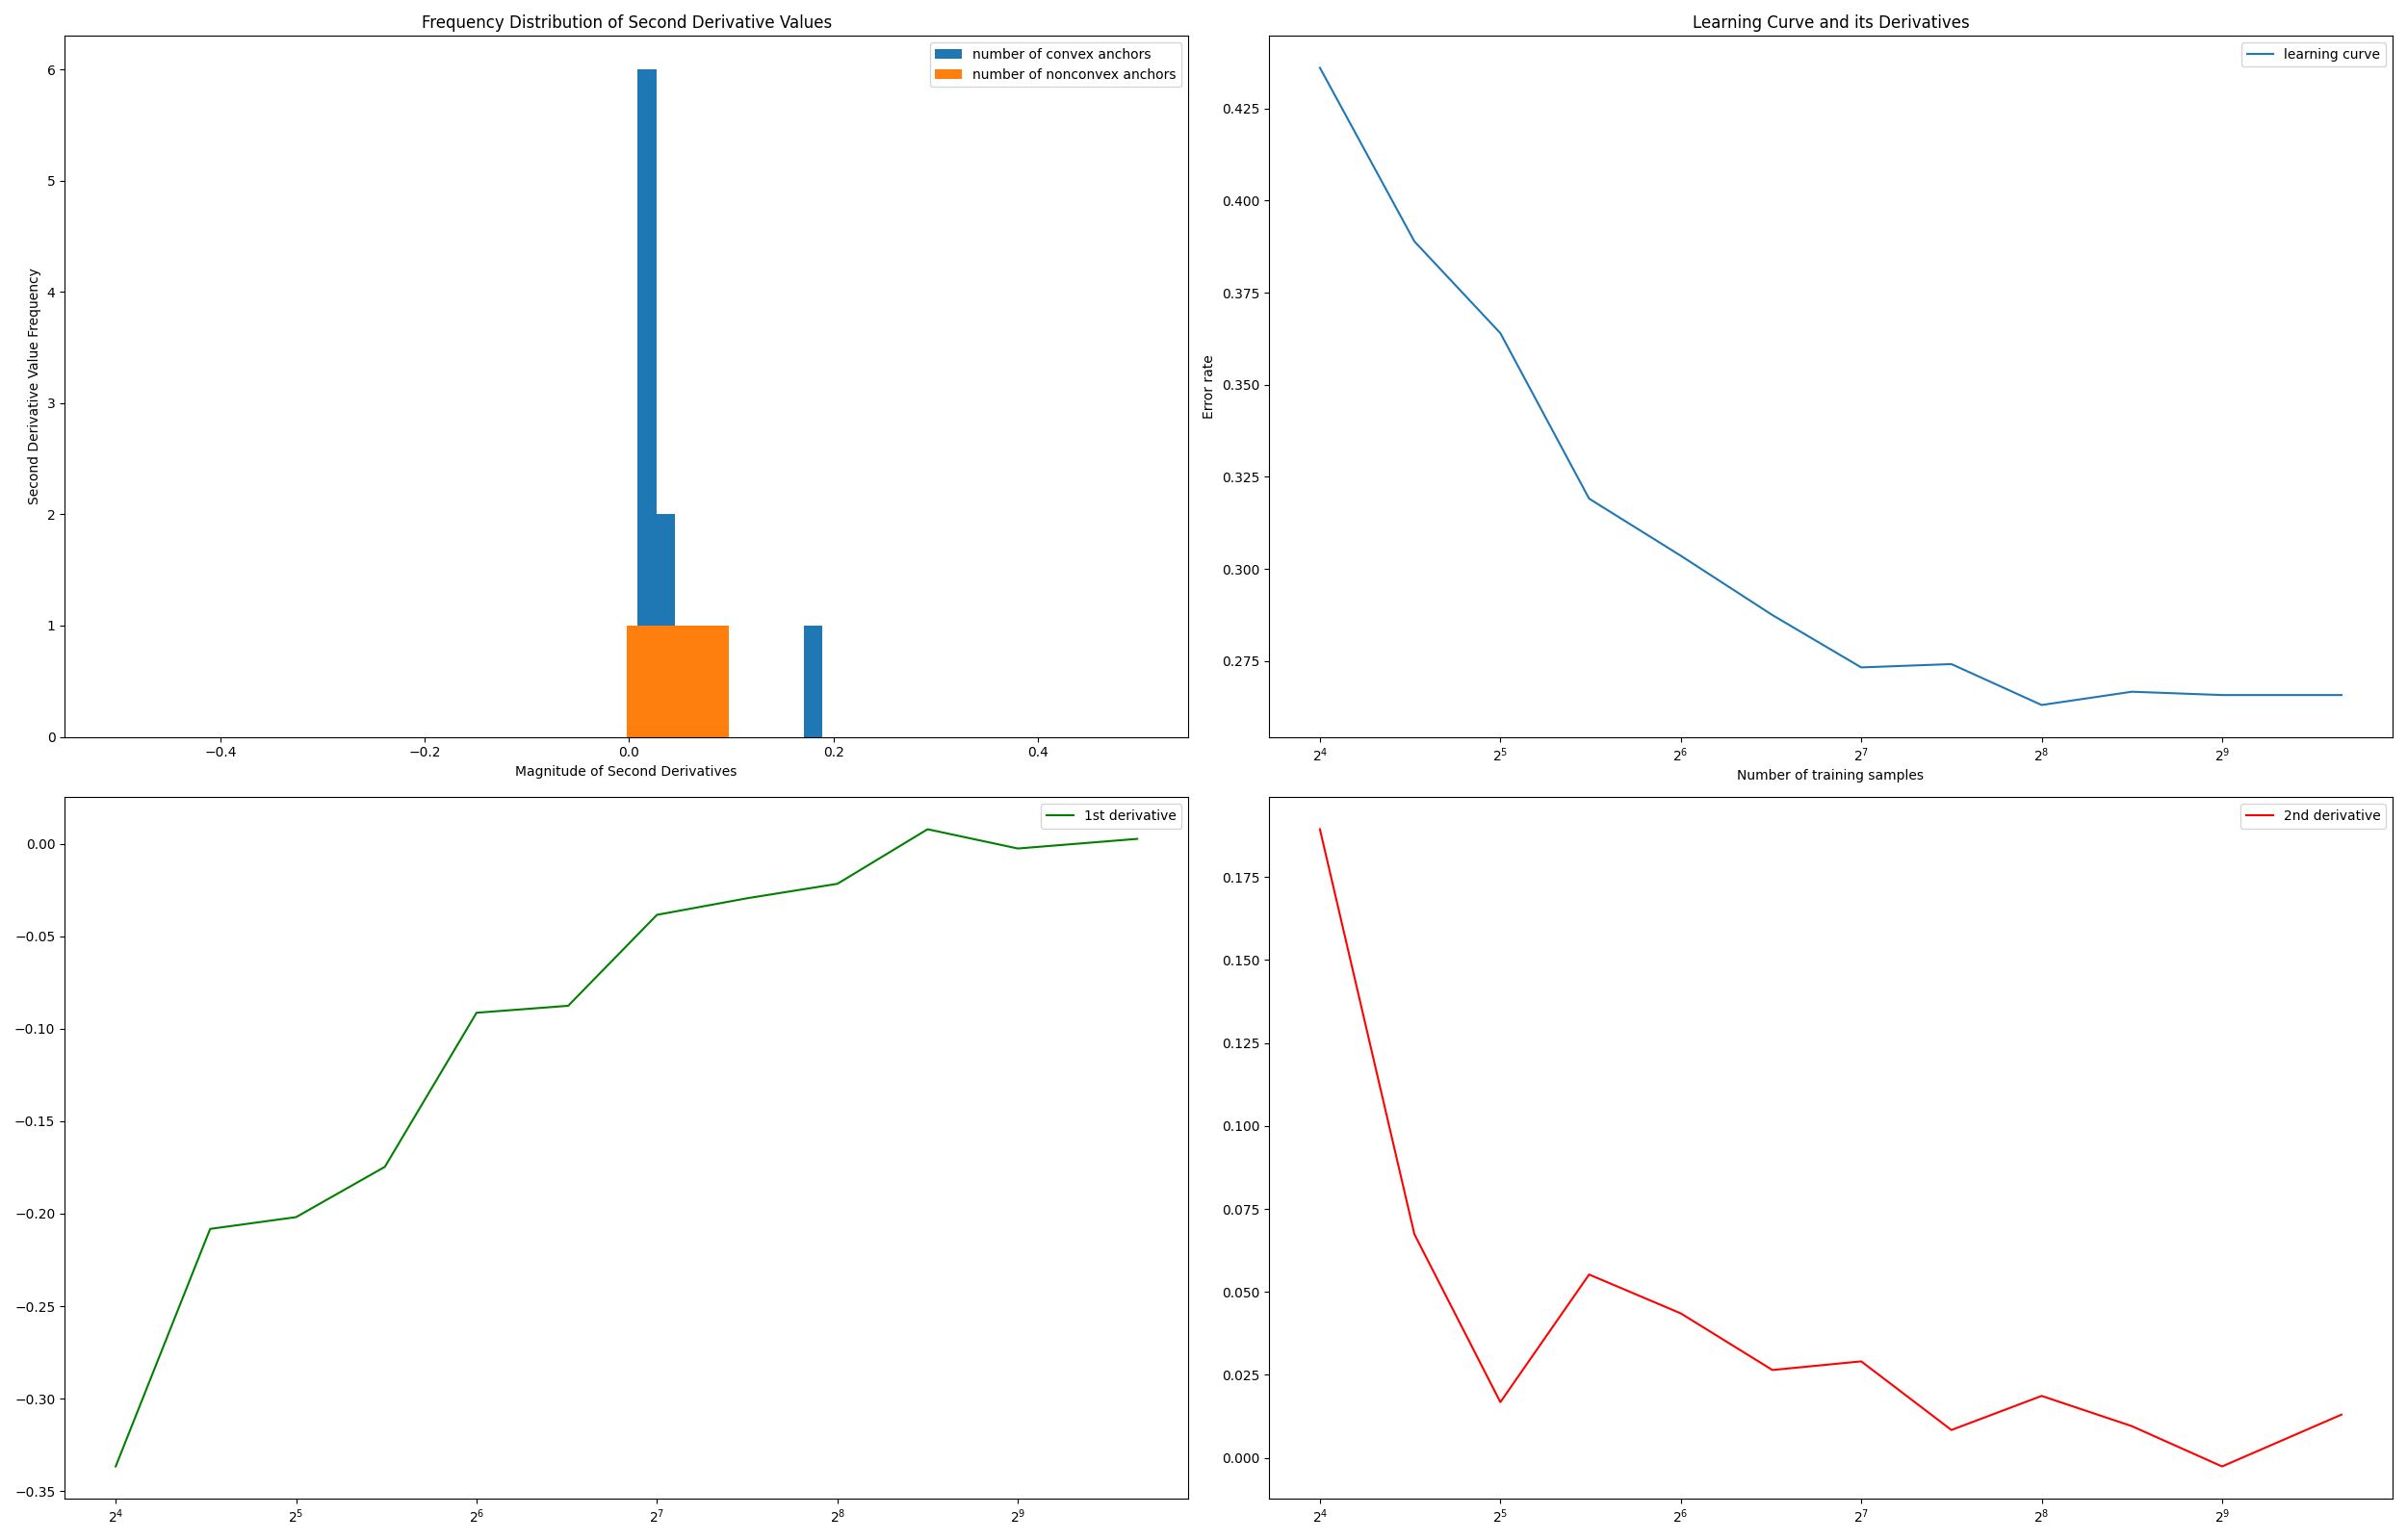 Frequency Distribution of Second Derivative Values
number of convex anchors
number of nonconvex anchors
6
5
4
3
2
1
0
Second Derivative Value Frequency
−0.4 −0.2 0.0 0.2 0.4
Magnitude of Second Derivatives
Learning Curve and its Derivatives
learning curve
0.425
0.400
0.375
0.350
0.325
0.300
0.275
Error rate
2⁴ 2⁵ 2⁶ 2⁷ 2⁸ 2⁹
Number of training samples
1st derivative
0.00
−0.05
−0.10
−0.15
−0.20
−0.25
−0.30
−0.35
2⁴ 2⁵ 2⁶ 2⁷ 2⁸ 2⁹
2nd derivative
0.175
0.150
0.125
0.100
0.075
0.050
0.025
0.000
2⁴ 2⁵ 2⁶ 2⁷ 2⁸ 2⁹